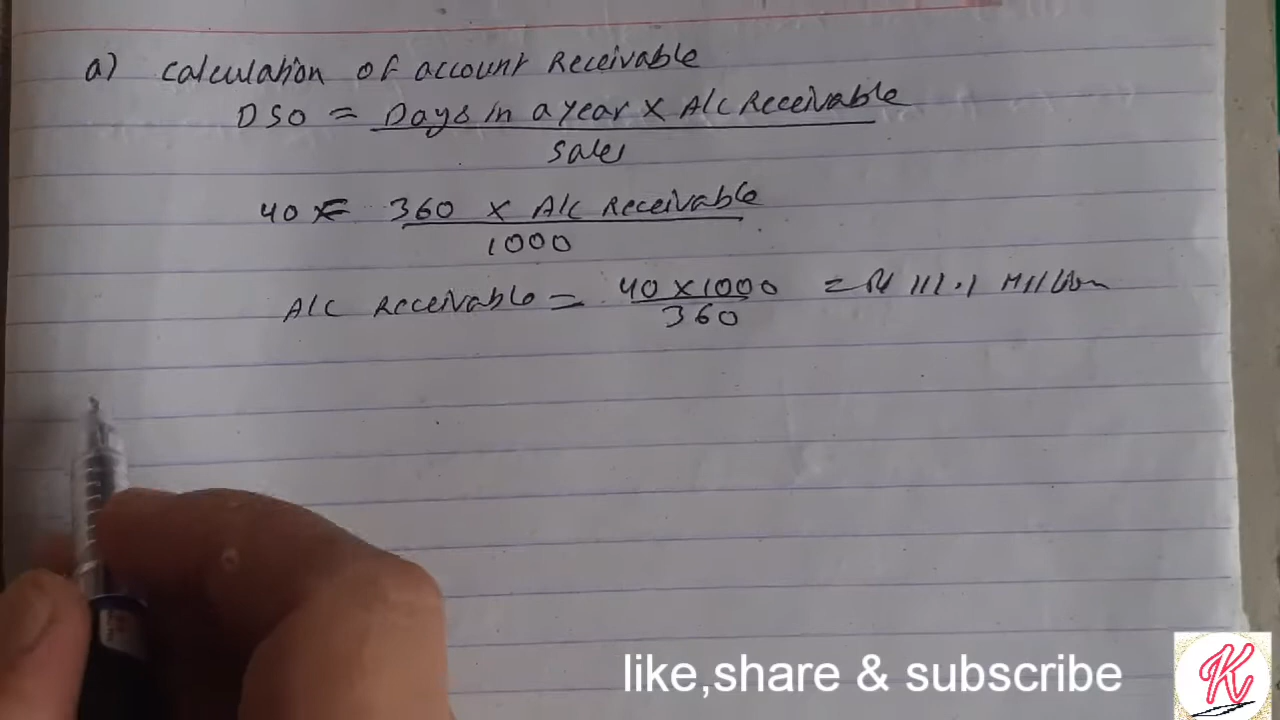 a) Calculation of account Receivable
DSO = Days in a year x A/c Receivable
Sales
40 = 360 x A/c Receivable
1000
A/c Receivable = 40 x 1000 = Rs 111.1 Million
360
like,share & subscribe
K